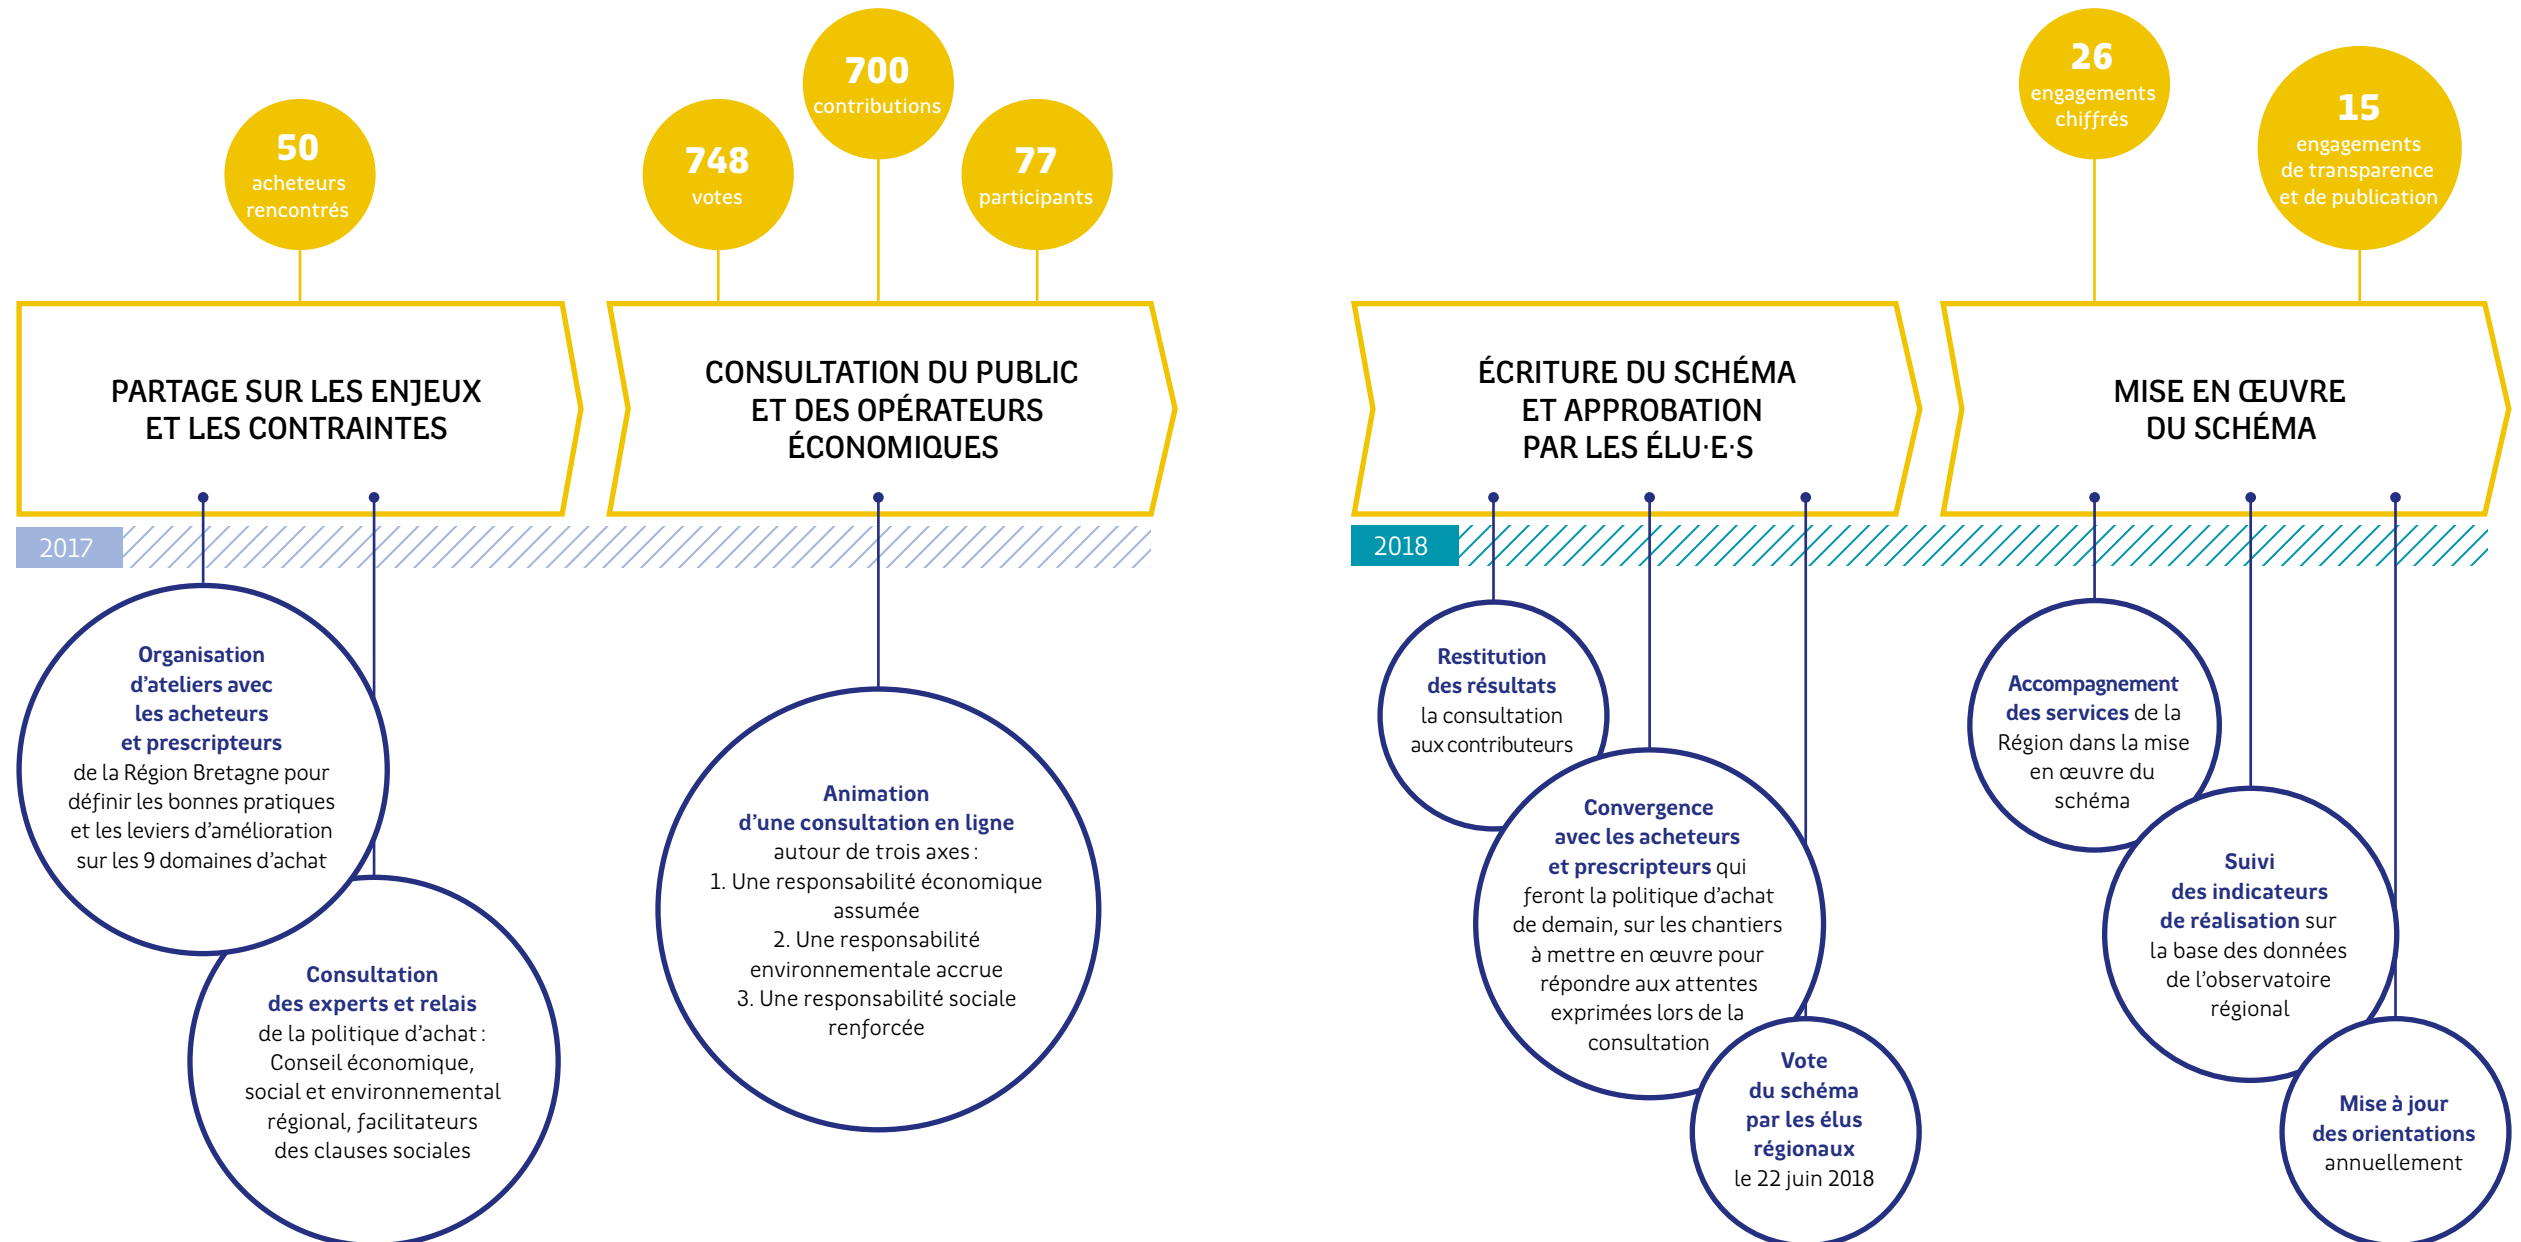 50
acheteurs
rencontrés
748
votes
700
contributions
77
participants
26
engagements
chiffrés
15
engagements
de transparence
et de publication
PARTAGE SUR LES ENJEUX
ET LES CONTRAINTES
CONSULTATION DU PUBLIC
ET DES OPÉRATEURS
ÉCONOMIQUES
ÉCRITURE DU SCHÉMA
ET APPROBATION
PAR LES ÉLU·E·S
MISE EN ŒUVRE
DU SCHÉMA
2017
2018
Organisation
d’ateliers avec
les acheteurs
et prescripteurs
de la Région Bretagne pour
définir les bonnes pratiques
et les leviers d’amélioration
sur les 9 domaines d’achat
Consultation
des experts et relais
de la politique d’achat :
Conseil économique,
social et environnemental
régional, facilitateurs
des clauses sociales
Animation
d’une consultation en ligne
autour de trois axes :
1. Une responsabilité économique
assumée
2. Une responsabilité
environnementale accrue
3. Une responsabilité sociale
renforcée
Restitution
des résultats
la consultation
aux contributeurs
Convergence
avec les acheteurs
et prescripteurs qui
feront la politique d’achat
de demain, sur les chantiers
à mettre en œuvre pour
répondre aux attentes
exprimées lors de la
consultation
Vote
du schéma
par les élus
régionaux
le 22 juin 2018
Accompagnement
des services de la
Région dans la mise
en œuvre du
schéma
Suivi
des indicateurs
de réalisation sur
la base des données
de l’observatoire
régional
Mise à jour
des orientations
annuellement